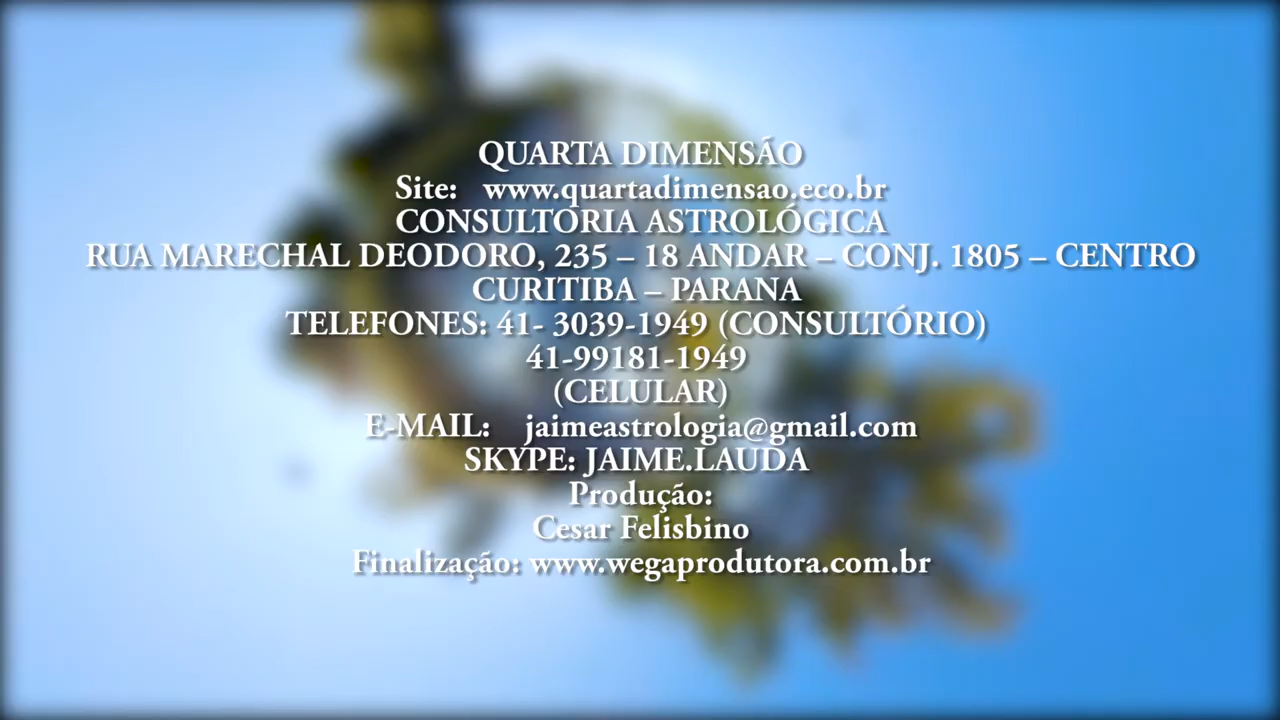 QUARTA DIMENSÃO
Site: www.quartadimensao.eco.br
CONSULTORIA ASTROLÓGICA
RUA MARECHAL DEODORO, 235 – 18 ANDAR – CONJ. 1805 – CENTRO
CURITIBA – PARANA
TELEFONES: 41- 3039-1949 (CONSULTÓRIO)
41-99181-1949
(CELULAR)
E-MAIL: jaimeastrologia@gmail.com
SKYPE: JAIME.LAUDA
Produção:
Cesar Felisbino
Finalização: www.wegaprodutora.com.br